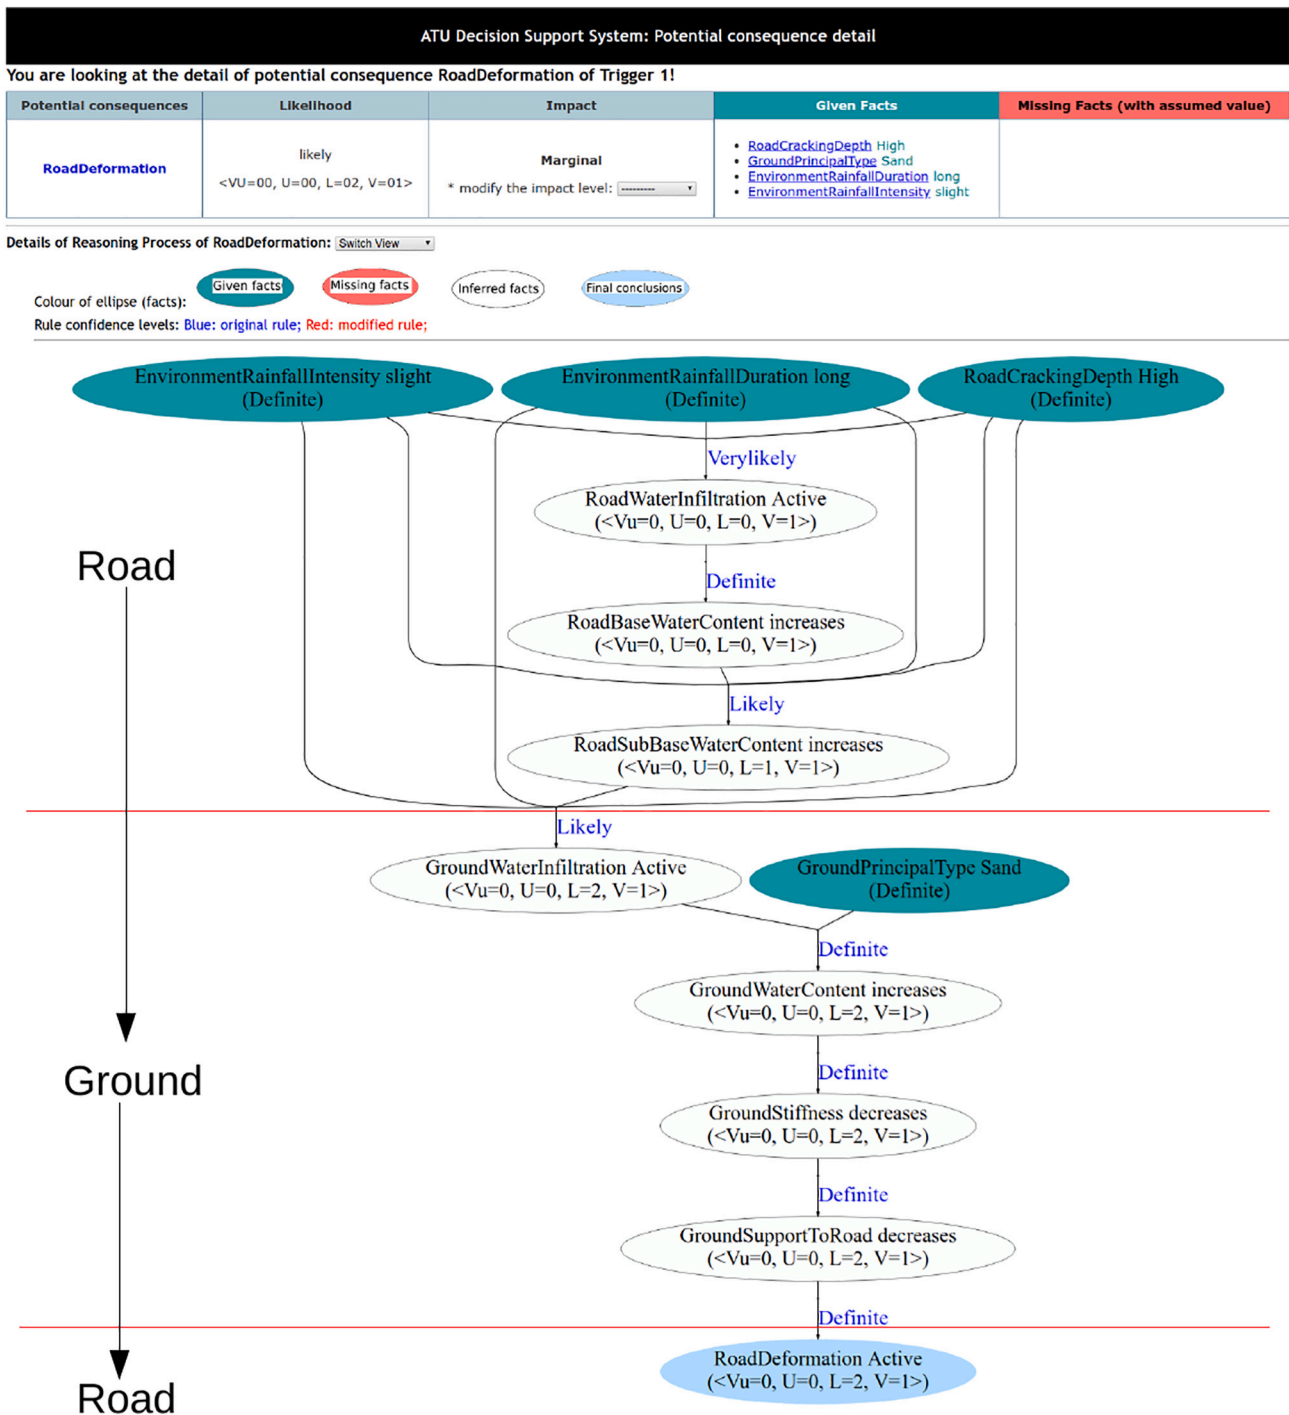 ATU Decision Support System: Potential consequence detail
You are looking at the detail of potential consequence RoadDeformation of Trigger 1!
Potential consequences Likelihood Impact Given Facts Missing Facts (with assumed value)
RoadDeformation
likely
<VU=00, U=00, L=02, V=01>
Marginal
* modify the impact level: ---------
• RoadCrackingDepth High
• GroundPrincipalType Sand
• EnvironmentRainfallDuration long
• EnvironmentRainfallIntensity slight
Details of Reasoning Process of RoadDeformation: Switch View
Colour of ellipse (facts): Given facts Missing facts Inferred facts Final conclusions
Rule confidence levels: Blue: original rule; Red: modified rule;
EnvironmentRainfallIntensity slight
(Definite)
EnvironmentRainfallDuration long
(Definite)
RoadCrackingDepth High
(Definite)
Verylikely
RoadWaterInfiltration Active
(<Vu=0, U=0, L=0, V=1>)
Road
Definite
RoadBaseWaterContent increases
(<Vu=0, U=0, L=0, V=1>)
Likely
RoadSubBaseWaterContent increases
(<Vu=0, U=0, L=1, V=1>)
Likely
GroundWaterInfiltration Active
(<Vu=0, U=0, L=2, V=1>)
GroundPrincipalType Sand
(Definite)
Definite
GroundWaterContent increases
(<Vu=0, U=0, L=2, V=1>)
Definite
Ground
GroundStiffness decreases
(<Vu=0, U=0, L=2, V=1>)
Definite
GroundSupportToRoad decreases
(<Vu=0, U=0, L=2, V=1>)
Definite
RoadDeformation Active
(<Vu=0, U=0, L=2, V=1>)
Road